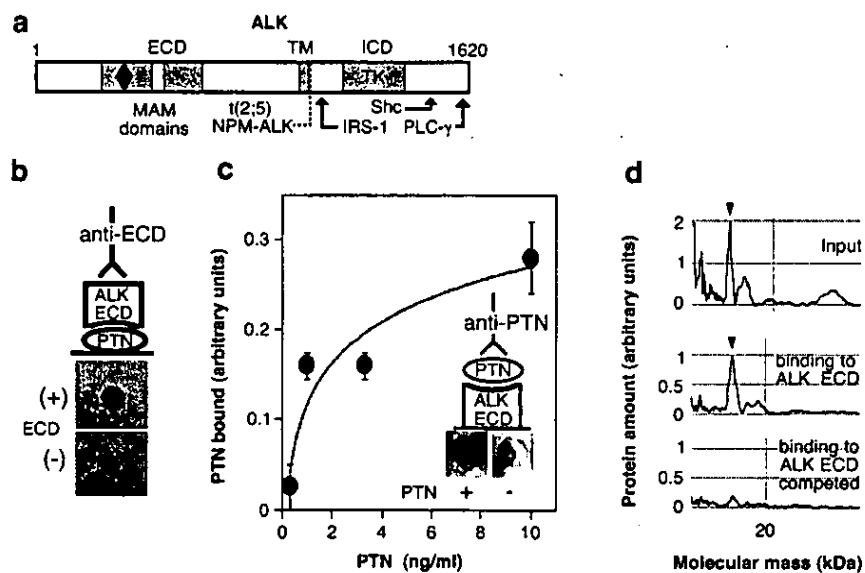 a
ALK
1 ECD TM ICD 1620
TK
MAM domains
t(2;5)
NPM-ALK
IRS-1
Shc
PLC-γ
b
anti-ECD
ALK
ECD
PTN
(+)
ECD
(-)
c
PTN bound (arbitrary units)
0.3
0.2
0.1
0
0 2 4 6 8 10
PTN (ng/ml)
anti-PTN
PTN
ALK
ECD
PTN + -
d
Protein amount (arbitrary units)
2
1
0
Input
1
0.5
0
binding to
ALK ECD
1
0.5
0
binding to
ALK ECD
competed
20
Molecular mass (kDa)